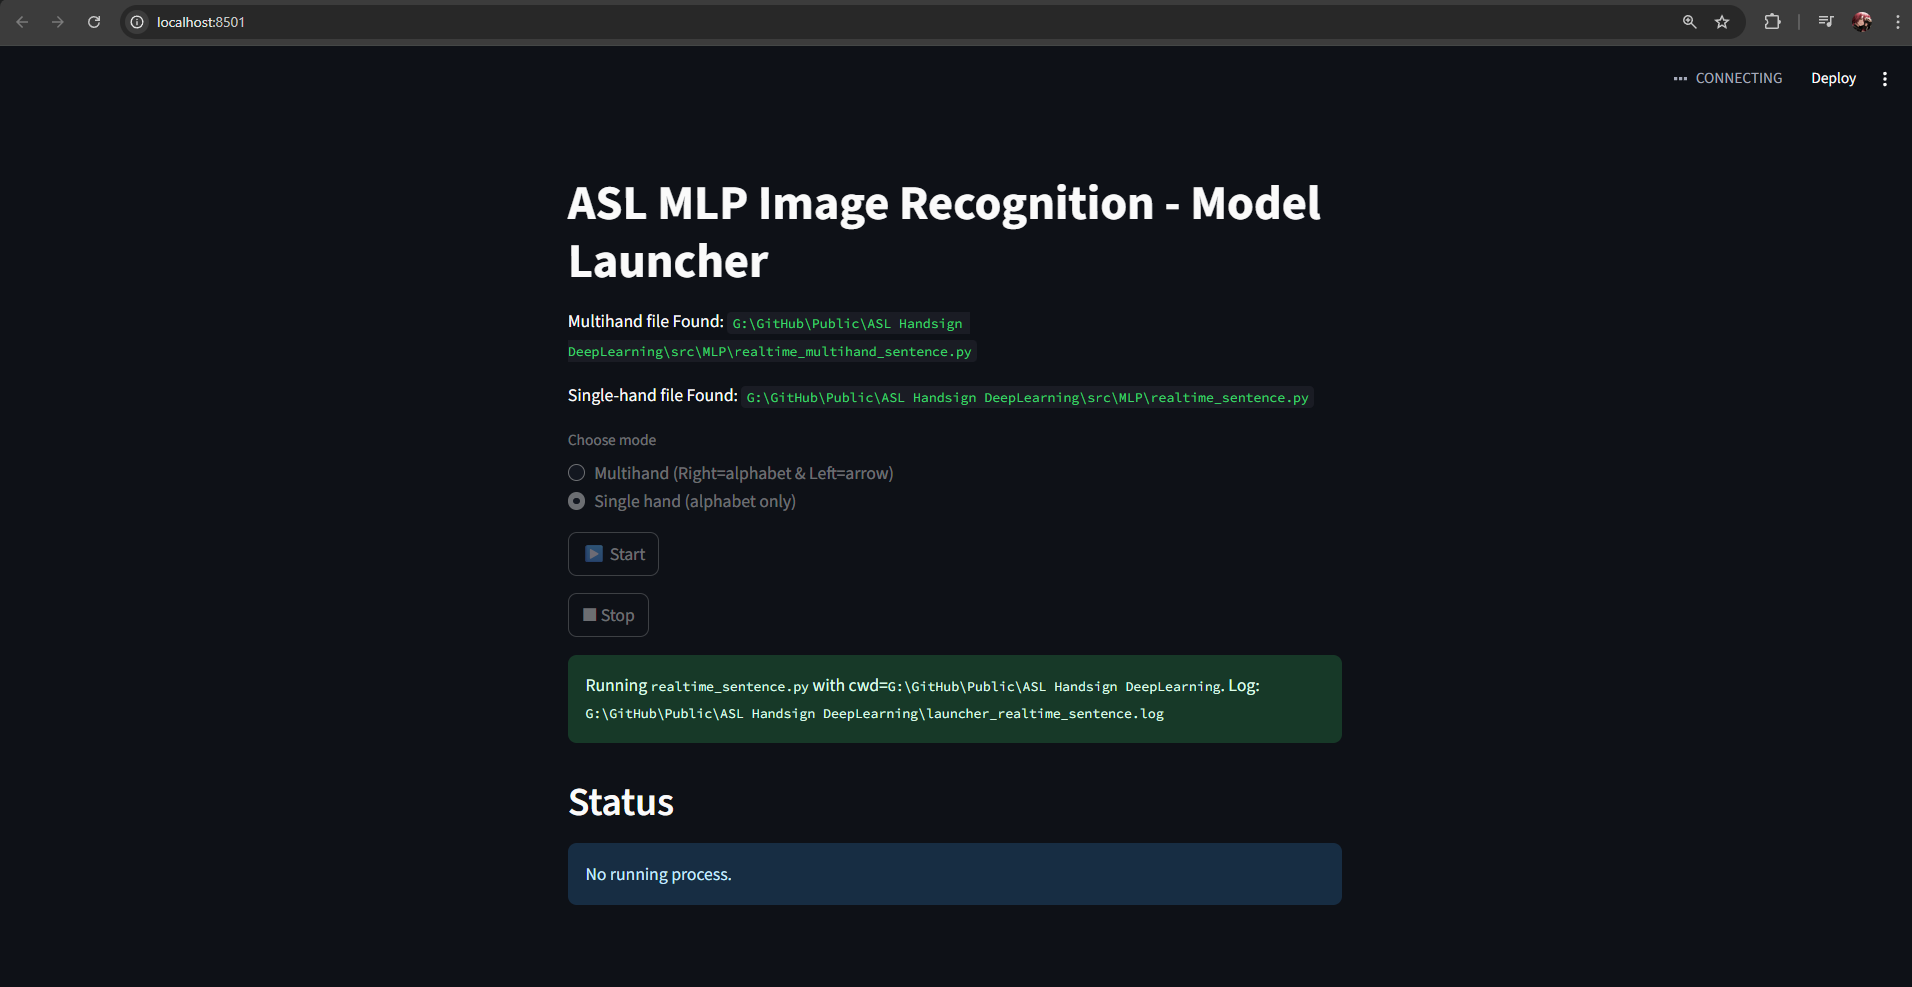 localhost:8501
CONNECTING
Deploy
ASL MLP Image Recognition - Model
Launcher
Multihand file Found: G:\GitHub\Public\ASL Handsign
DeepLearning\src\MLP\realtime_multihand_sentence.py
Single-hand file Found: G:\GitHub\Public\ASL Handsign DeepLearning\src\MLP\realtime_sentence.py
Choose mode
Multihand (Right=alphabet & Left=arrow)
Single hand (alphabet only)
Start
Stop
Running realtime_sentence.py with cwd=G:\GitHub\Public\ASL Handsign DeepLearning. Log:
G:\GitHub\Public\ASL Handsign DeepLearning\launcher_realtime_sentence.log
Status
No running process.